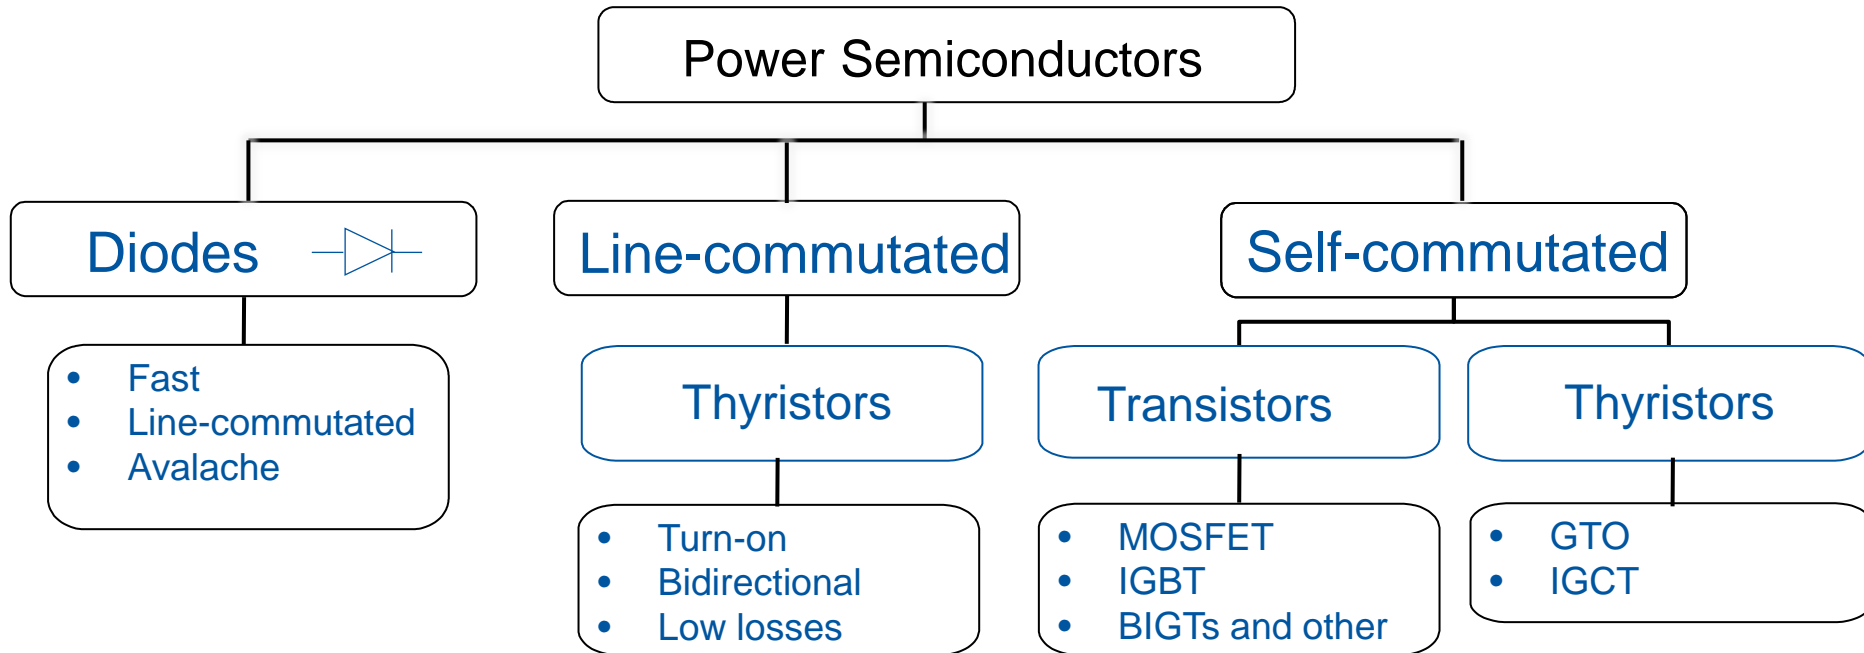 Power Semiconductors
Diodes
Line-commutated
Self-commutated
• Fast
• Line-commutated
• Avalache
Thyristors
Transistors
Thyristors
• Turn-on
• Bidirectional
• Low losses
• MOSFET
• IGBT
• BIGTs and other
• GTO
• IGCT